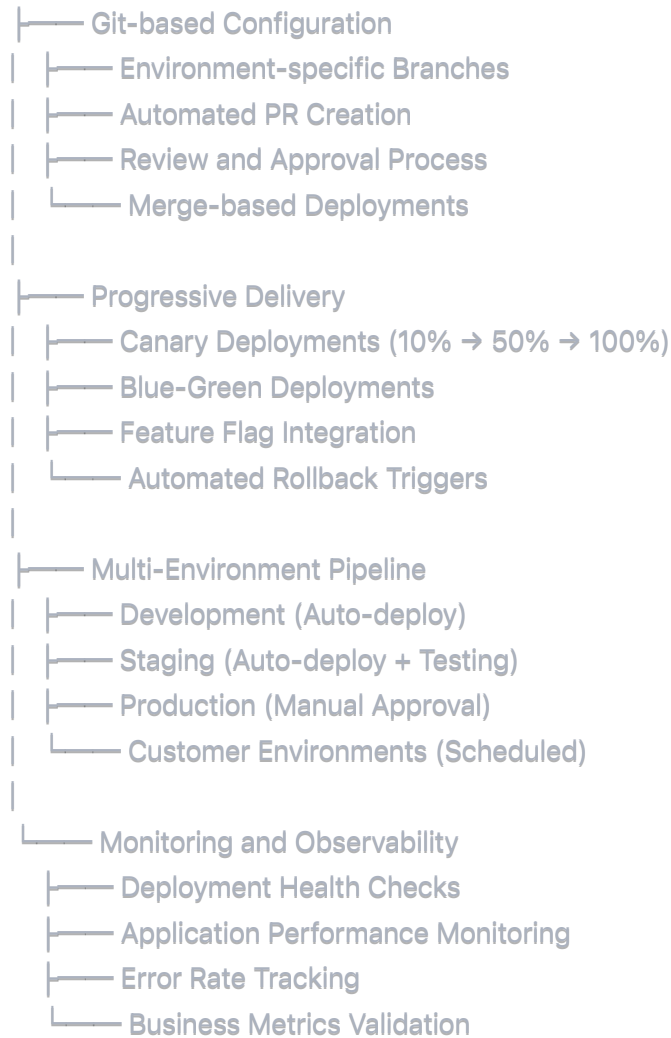 ├── Git-based Configuration
│ ├── Environment-specific Branches
│ ├── Automated PR Creation
│ ├── Review and Approval Process
│ └── Merge-based Deployments
│
├── Progressive Delivery
│ ├── Canary Deployments (10% → 50% → 100%)
│ ├── Blue-Green Deployments
│ ├── Feature Flag Integration
│ └── Automated Rollback Triggers
│
├── Multi-Environment Pipeline
│ ├── Development (Auto-deploy)
│ ├── Staging (Auto-deploy + Testing)
│ ├── Production (Manual Approval)
│ └── Customer Environments (Scheduled)
│
└── Monitoring and Observability
  ├── Deployment Health Checks
  ├── Application Performance Monitoring
  ├── Error Rate Tracking
  └── Business Metrics Validation